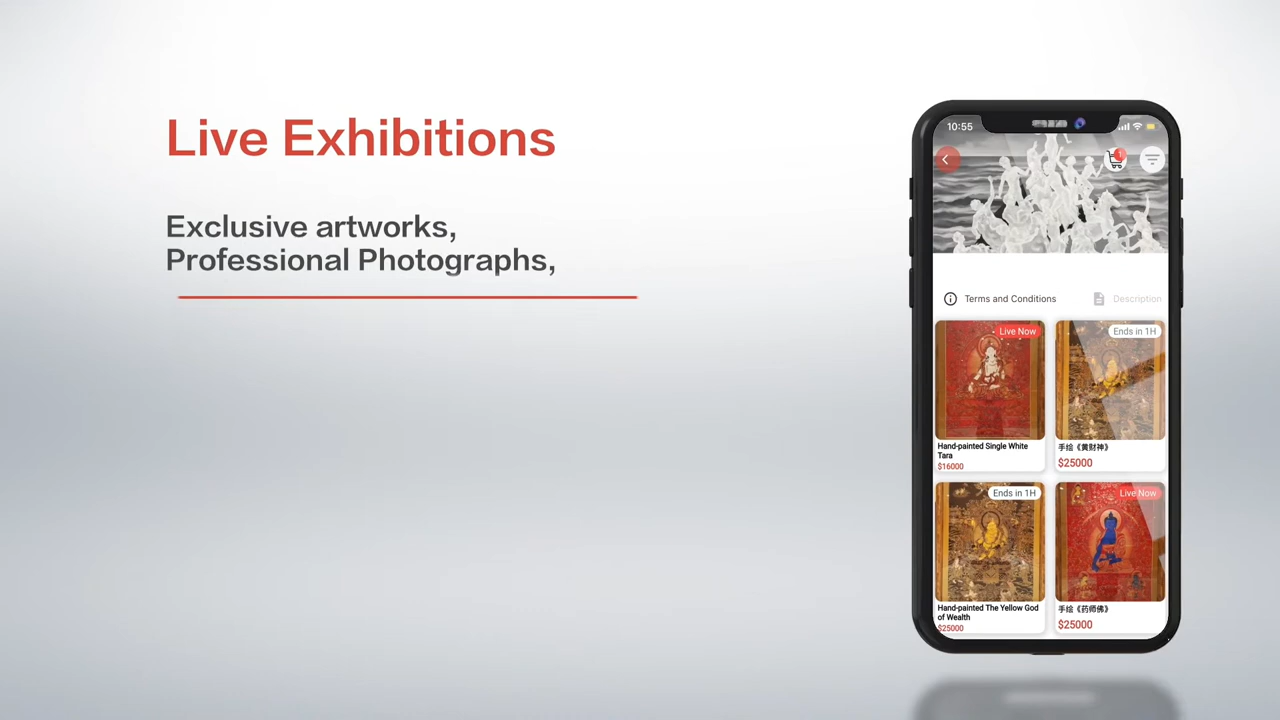 Live Exhibitions
Exclusive artworks,
Professional Photographs,
10:55
Terms and Conditions
Description
Live Now
Ends in 1H
Hand-painted Single White
Tara
$16000
手绘《黄财神》
$25000
Ends in 1H
Live Now
Hand-painted The Yellow God
of Wealth
$25000
手绘《药师佛》
$25000